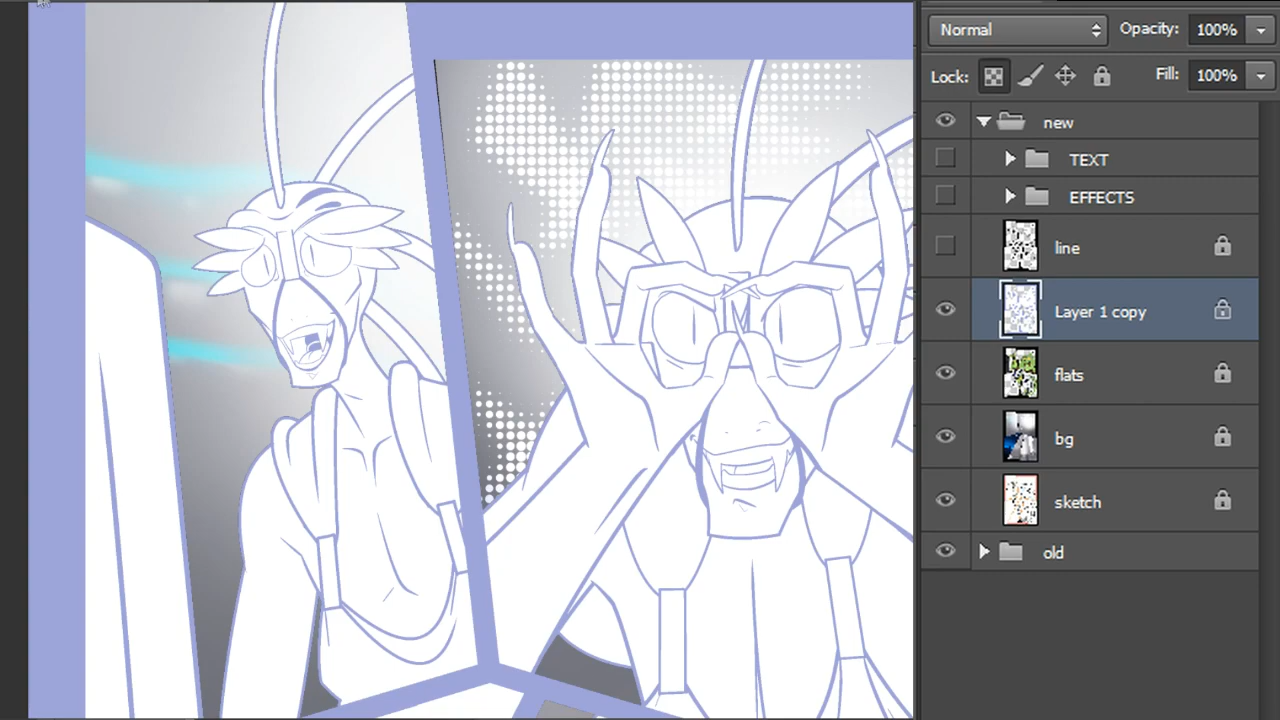 Normal Opacity: 100%
Lock: Fill: 100%
new
TEXT
EFFECTS
line
Layer 1 copy
flats
bg
sketch
old